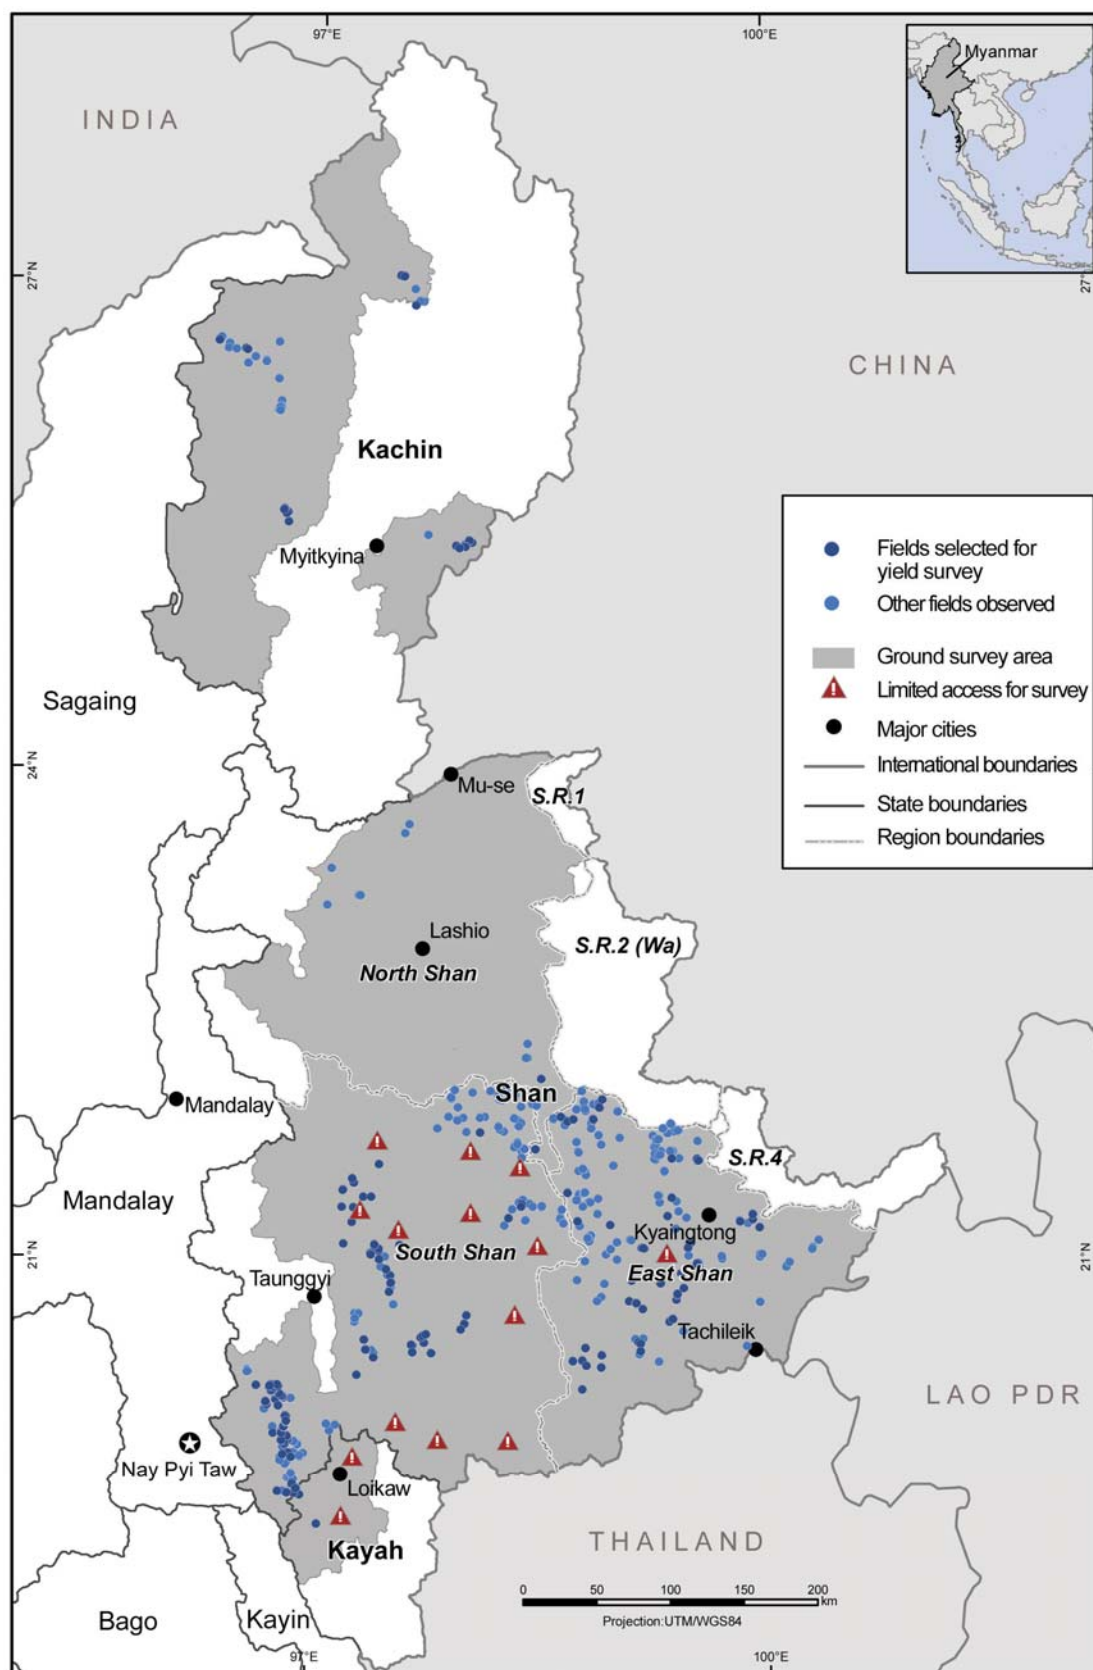 97°E
100°E
Myanmar
INDIA
27°N
27°
CHINA
Kachin
Myitkyina
Fields selected for
yield survey
Other fields observed
Ground survey area
Limited access for survey
Major cities
International boundaries
State boundaries
Region boundaries
Sagaing
24°N
Mu-se
S.R.1
Lashio
North Shan
S.R.2 (Wa)
Shan
Mandalay
S.R.4
Mandalay
Kyaingtong
South Shan
East Shan
21°N
21°N
Taunggyi
Tachileik
LAO PDR
Nay Pyi Taw
Loikaw
Kayah
THAILAND
Bago
Kayin
0 50 100 150 200
km
Projection:UTM/WGS84
97°E
100°E